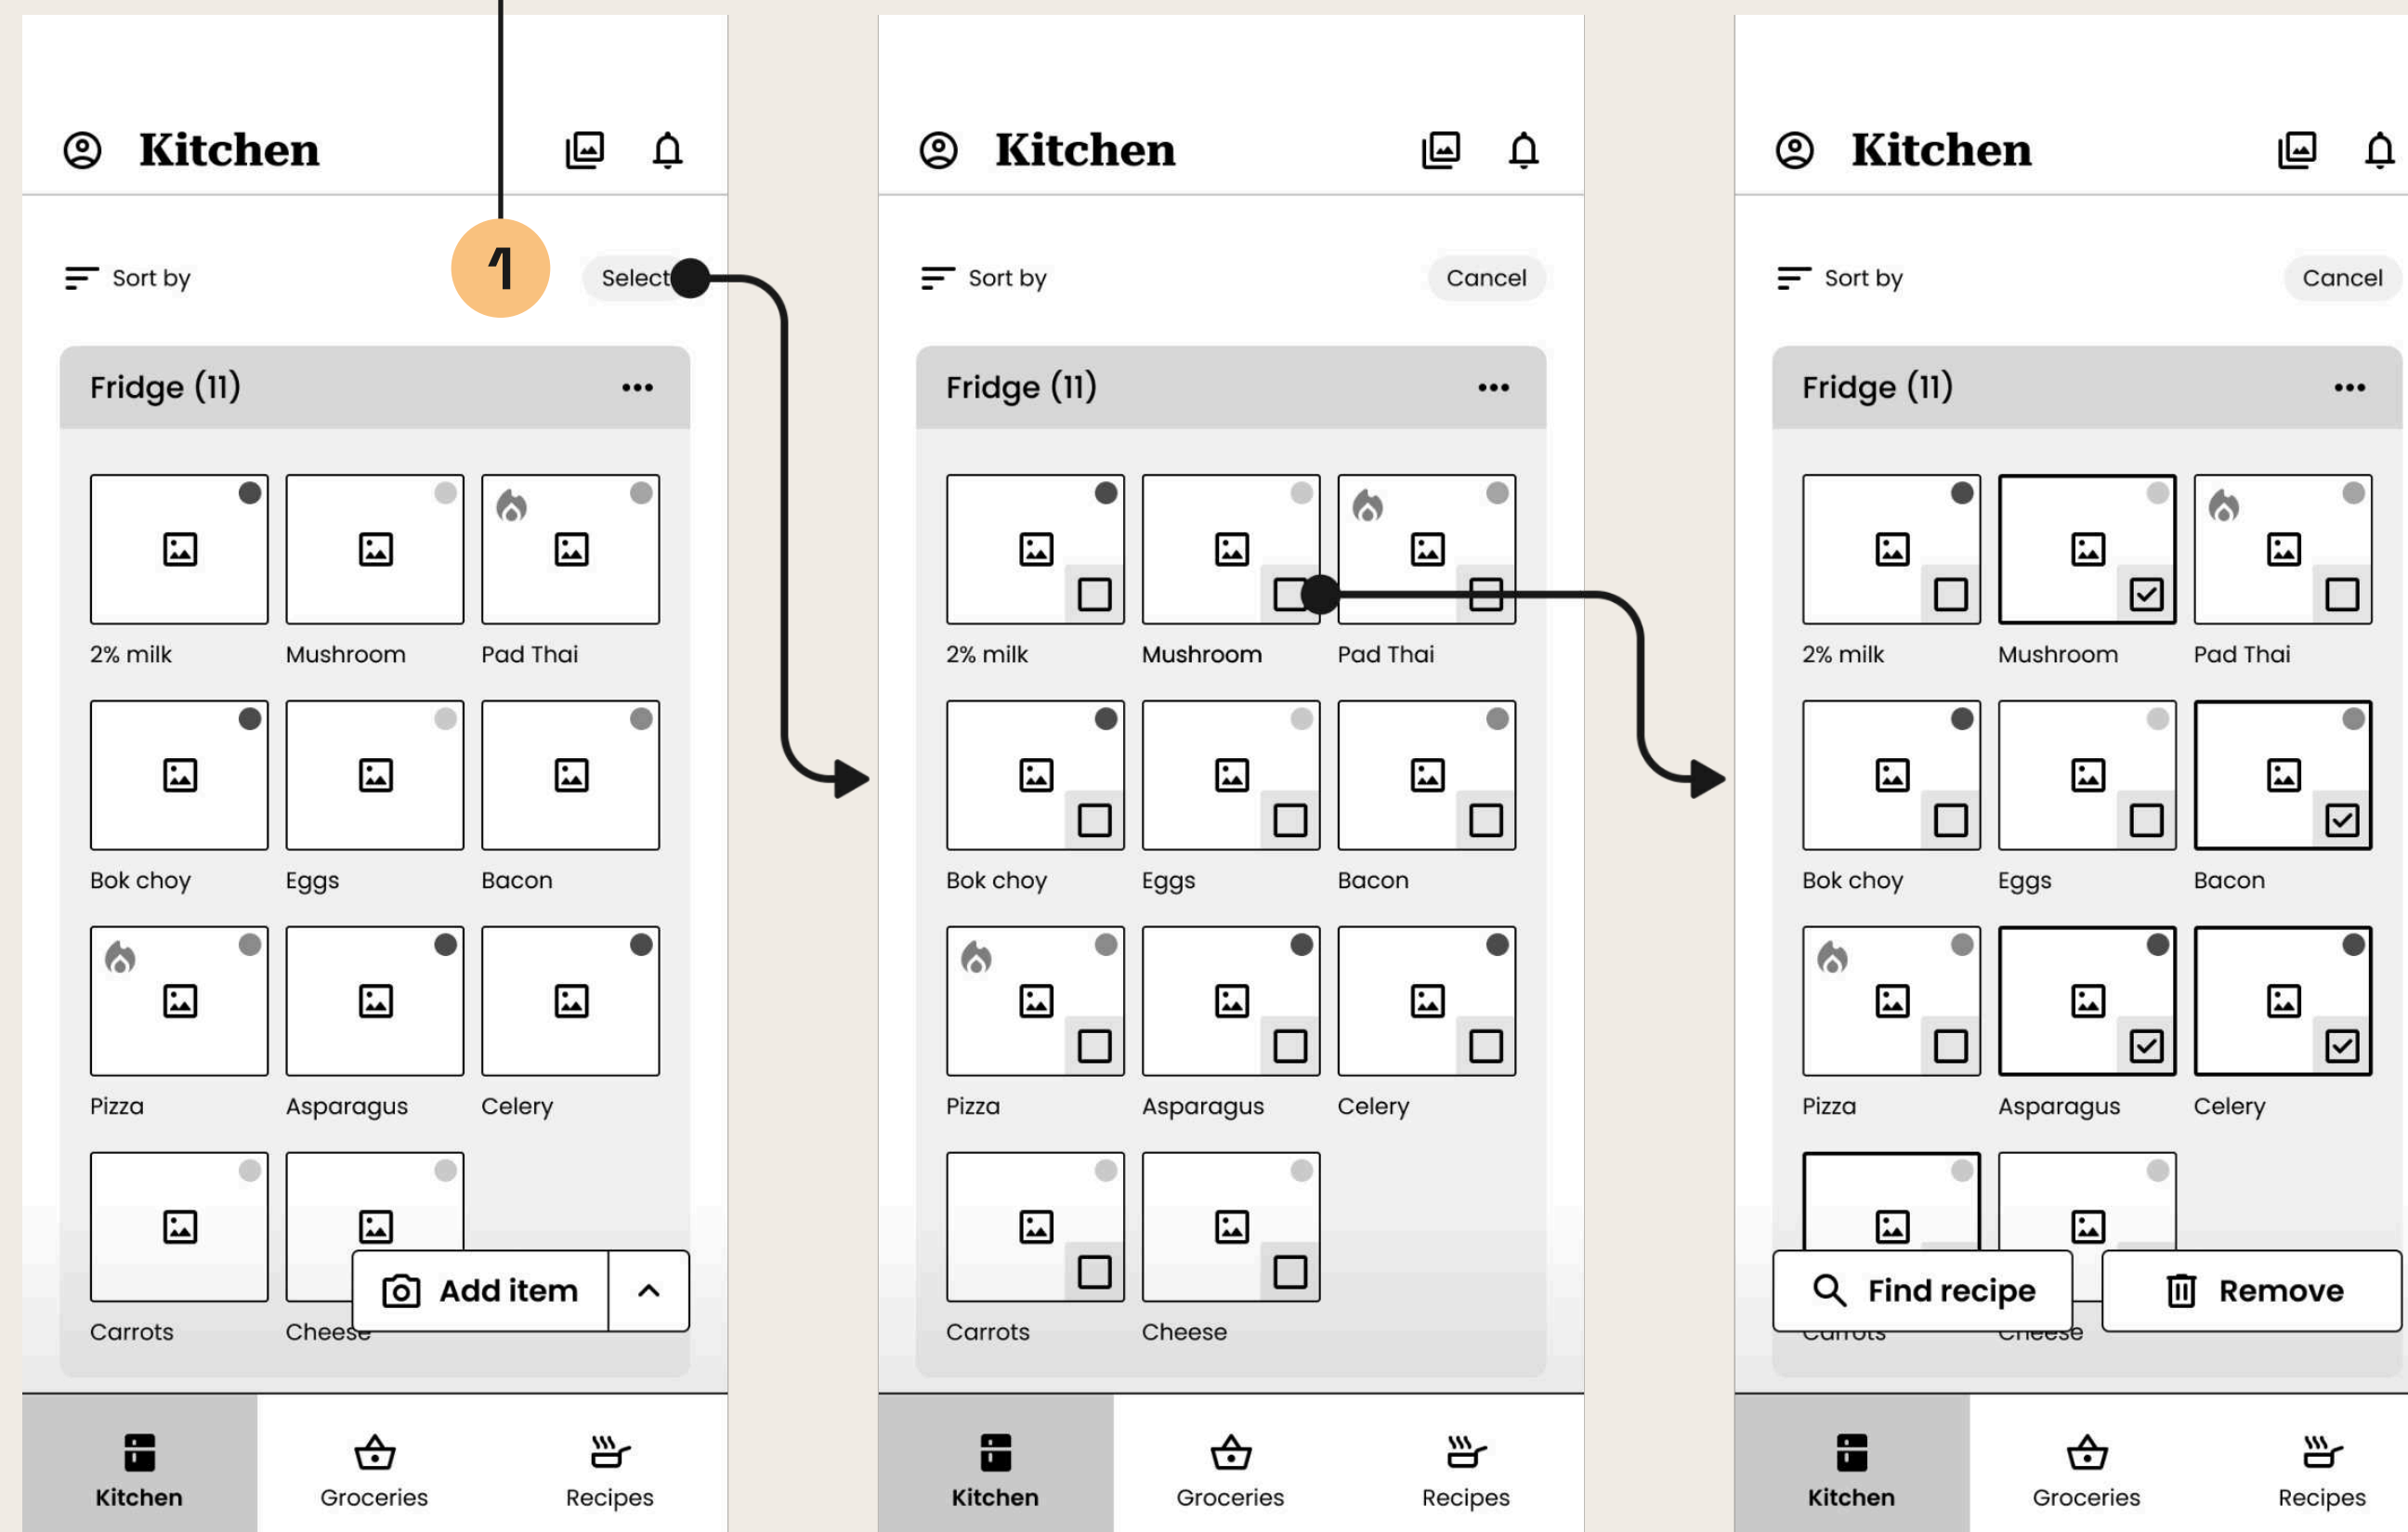 Kitchen
Sort by
1
Select
Fridge (11)
2% milk
Mushroom
Pad Thai
Bok choy
Eggs
Bacon
Pizza
Asparagus
Celery
Add item
Carrots
Cheese
Kitchen
Groceries
Recipes
Kitchen
Sort by
Cancel
Fridge (11)
2% milk
Mushroom
Pad Thai
Bok choy
Eggs
Bacon
Pizza
Asparagus
Celery
Carrots
Cheese
Kitchen
Groceries
Recipes
Kitchen
Sort by
Cancel
Fridge (11)
2% milk
Mushroom
Pad Thai
Bok choy
Eggs
Bacon
Pizza
Asparagus
Celery
Find recipe
Remove
Carrots
Cheese
Kitchen
Groceries
Recipes